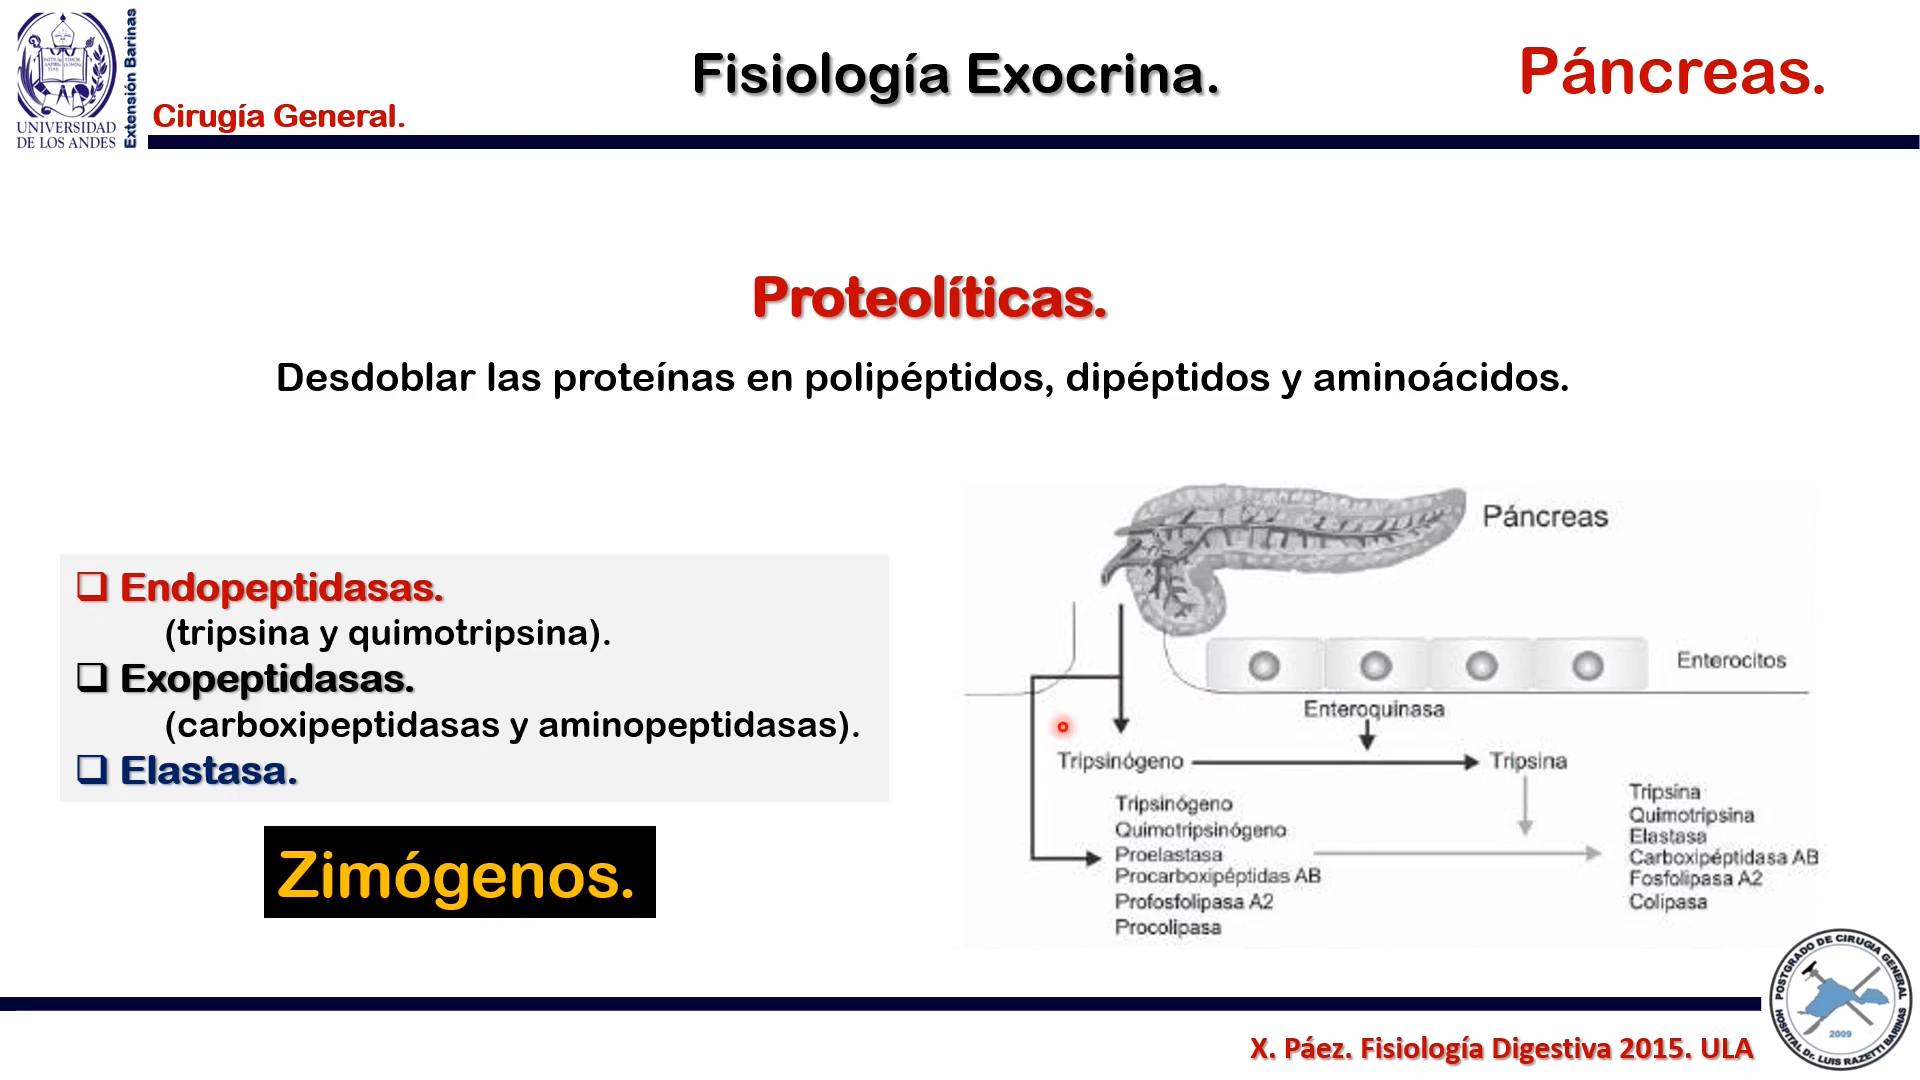 UNIVERSIDAD
DE LOS ANDES
Extensión Barinas
Cirugía General.
Fisiología Exocrina.
Páncreas.
Proteolíticas.
Desdoblar las proteínas en polipéptidos, dipéptidos y aminoácidos.
Endopeptidasas.
(tripsina y quimotripsina).
Exopeptidasas.
(carboxipeptidasas y aminopeptidasas).
Elastasa.
Zimógenos.
Páncreas
Enterocitos
Enteroquinasa
Tripsinógeno
Tripsina
Tripsinógeno
Quimotripsinógeno
Proelastasa
Procarboxipéptidas AB
Profosfolipasa A2
Procolipasa
Tripsina
Quimotripsina
Elastasa
Carboxipéptidasa AB
Fosfolipasa A2
Colipasa
POSTGRADO DE CIRUGIA GENERAL
2009
HOSPITAL Dr. LUIS RAZETTI BARINAS
X. Páez. Fisiología Digestiva 2015. ULA